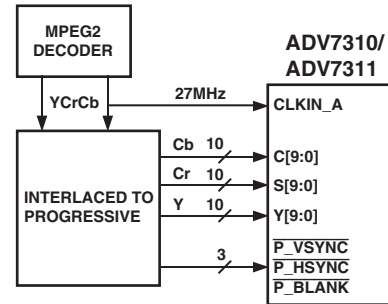 MPEG2
DECODER
ADV7310/
ADV7311
YCrCb
27MHz
CLKIN_A
INTERLACED TO
PROGRESSIVE
Cb 10
C[9:0]
Cr 10
S[9:0]
Y 10
Y[9:0]
3
P_VSYNC
P_HSYNC
P_BLANK